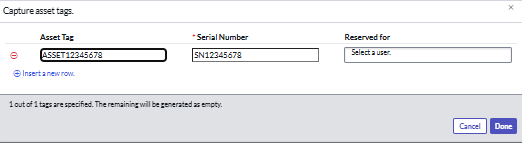 Capture asset tags.
×
Asset Tag
* Serial Number
Reserved for
ASSET12345678
SN12345678
Select a user.
Insert a new row.
1 out of 1 tags are specified. The remaining will be generated as empty.
Cancel
Done